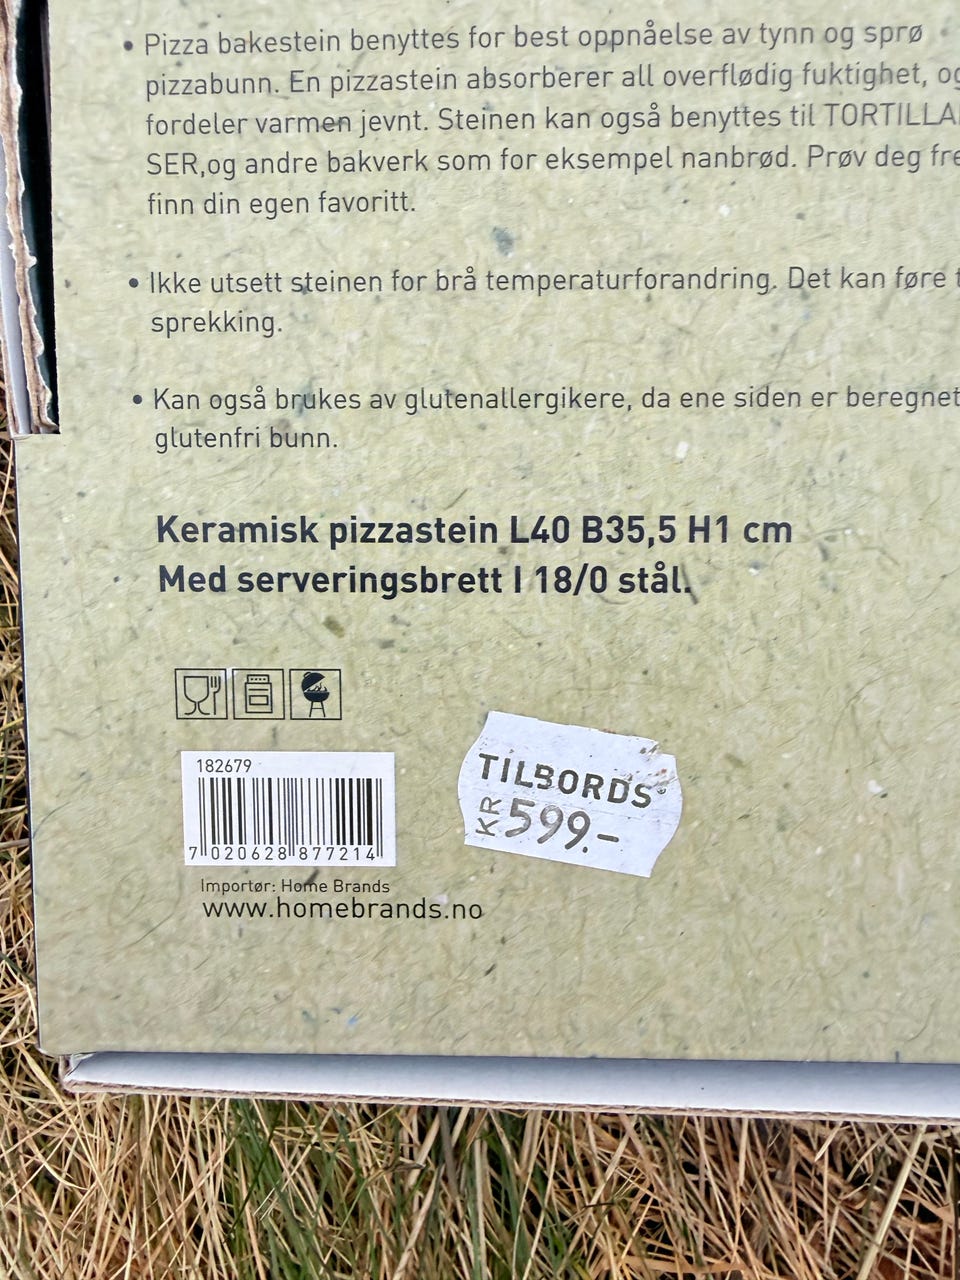 • Pizza bakestein benyttes for best oppnåelse av tynn og sprø
pizzabunn. En pizzastein absorberer all overflødig fuktighet, og
fordeler varmen jevnt. Steinen kan også benyttes til
SER,og andre bakverk som for eksempel nanbrød. Prøv deg
finn din egen favoritt.
• Ikke utsett steinen for brå temperaturforandring. Det kan føre
sprekking.
• Kan også brukes av glutenallergikere, da ene siden er beregnet
glutenfri bunn.
Keramisk pizzastein L40 B35,5 H1 cm
Med serveringsbrett I 18/0 stål.
182679
7 020628 877214
TILBORDS
KR 599.-
Importør: Home Brands
www.homebrands.no